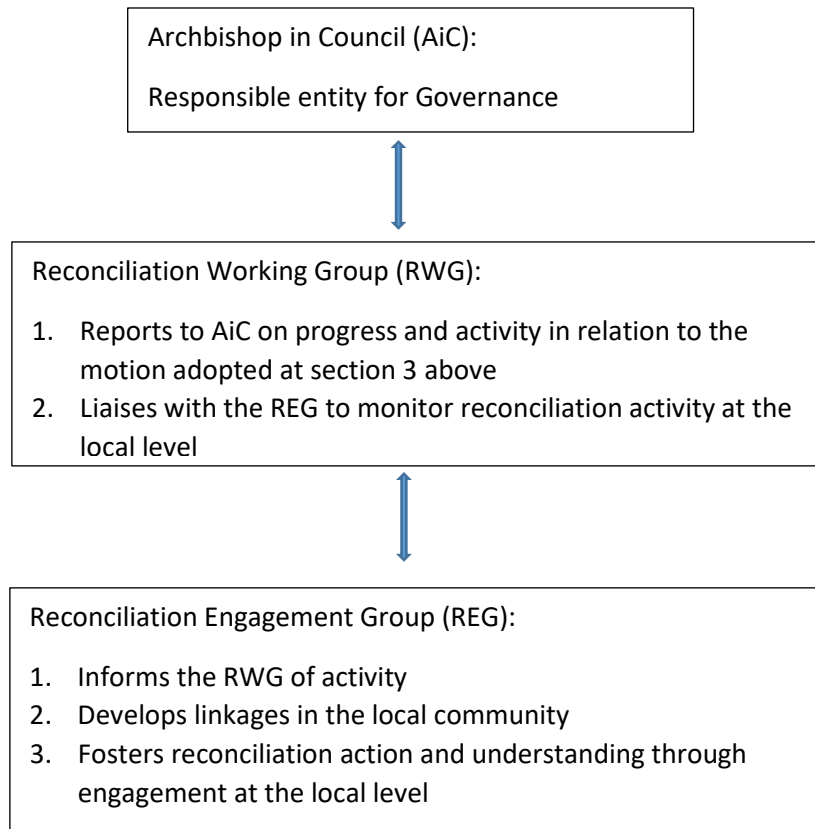 Archbishop in Council (AiC):
Responsible entity for Governance
Reconciliation Working Group (RWG):
1. Reports to AiC on progress and activity in relation to the
motion adopted at section 3 above
2. Liaises with the REG to monitor reconciliation activity at the
local level
Reconciliation Engagement Group (REG):
1. Informs the RWG of activity
2. Develops linkages in the local community
3. Fosters reconciliation action and understanding through
engagement at the local level